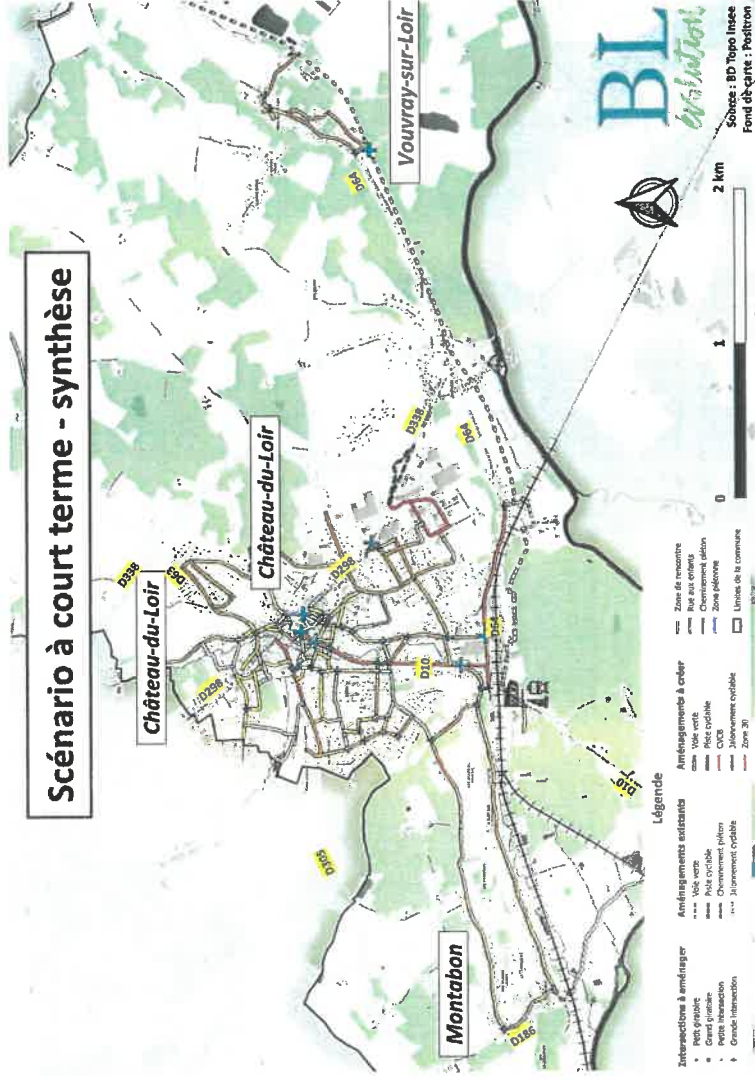 Scénario à court terme - synthèse
Château-du-Loir
Château-du-Loir
Montabon
Vouvray-sur-Loir
D338
D63
D298
D298
D305
D10
D64
D338
D64
D64
D10
D186
0 1 2 km
BL
évolution
Source : BD Topo Insee
Fond de carte : Positron
Légende
Intersections à aménager
Petit giratoire
Grand giratoire
Petite intersection
Grande intersection
Aménagements existants
Voie verte
Piste cyclable
Cheminement piéton
Jalonnement cyclable
Aménagements à créer
Voie verte
Piste cyclable
CVCB
Jalonnement cyclable
Zone 30
Zone de rencontre
Rue aux enfants
Cheminement piéton
Zone piétonne
Limites de la commune